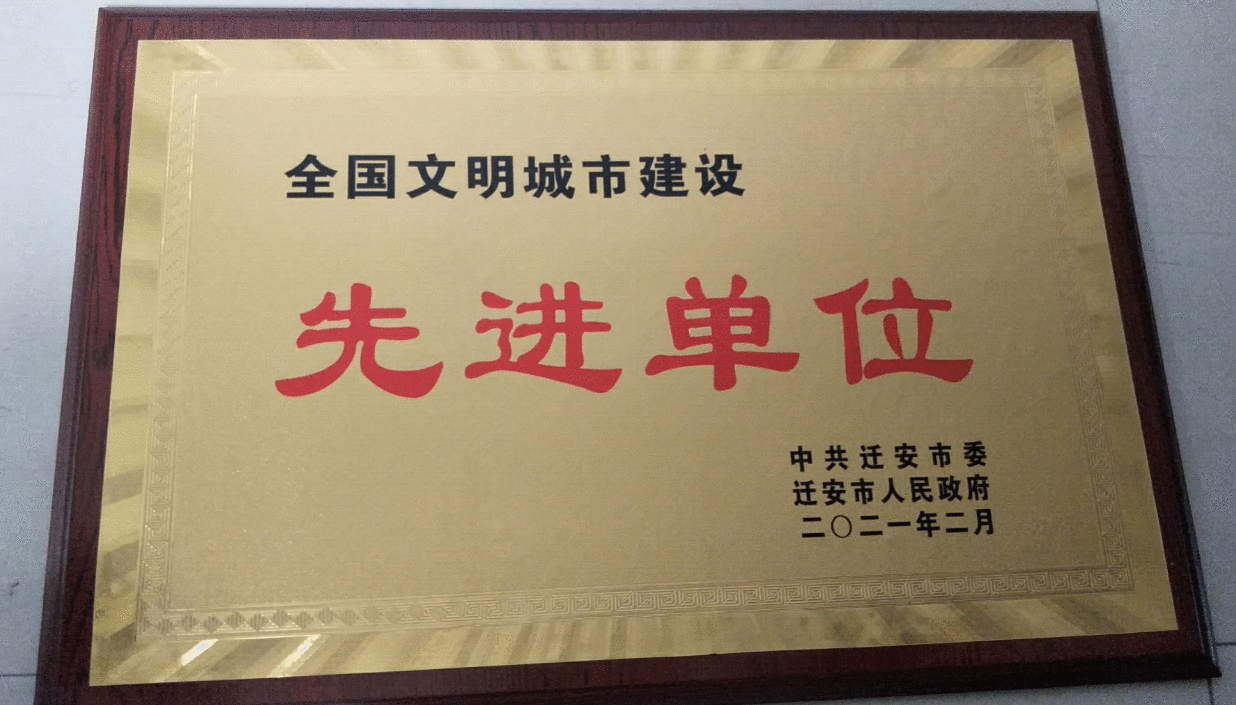 全国文明城市建设
先进单位
中共迁安市委
迁安市人民政府
二〇二一年二月